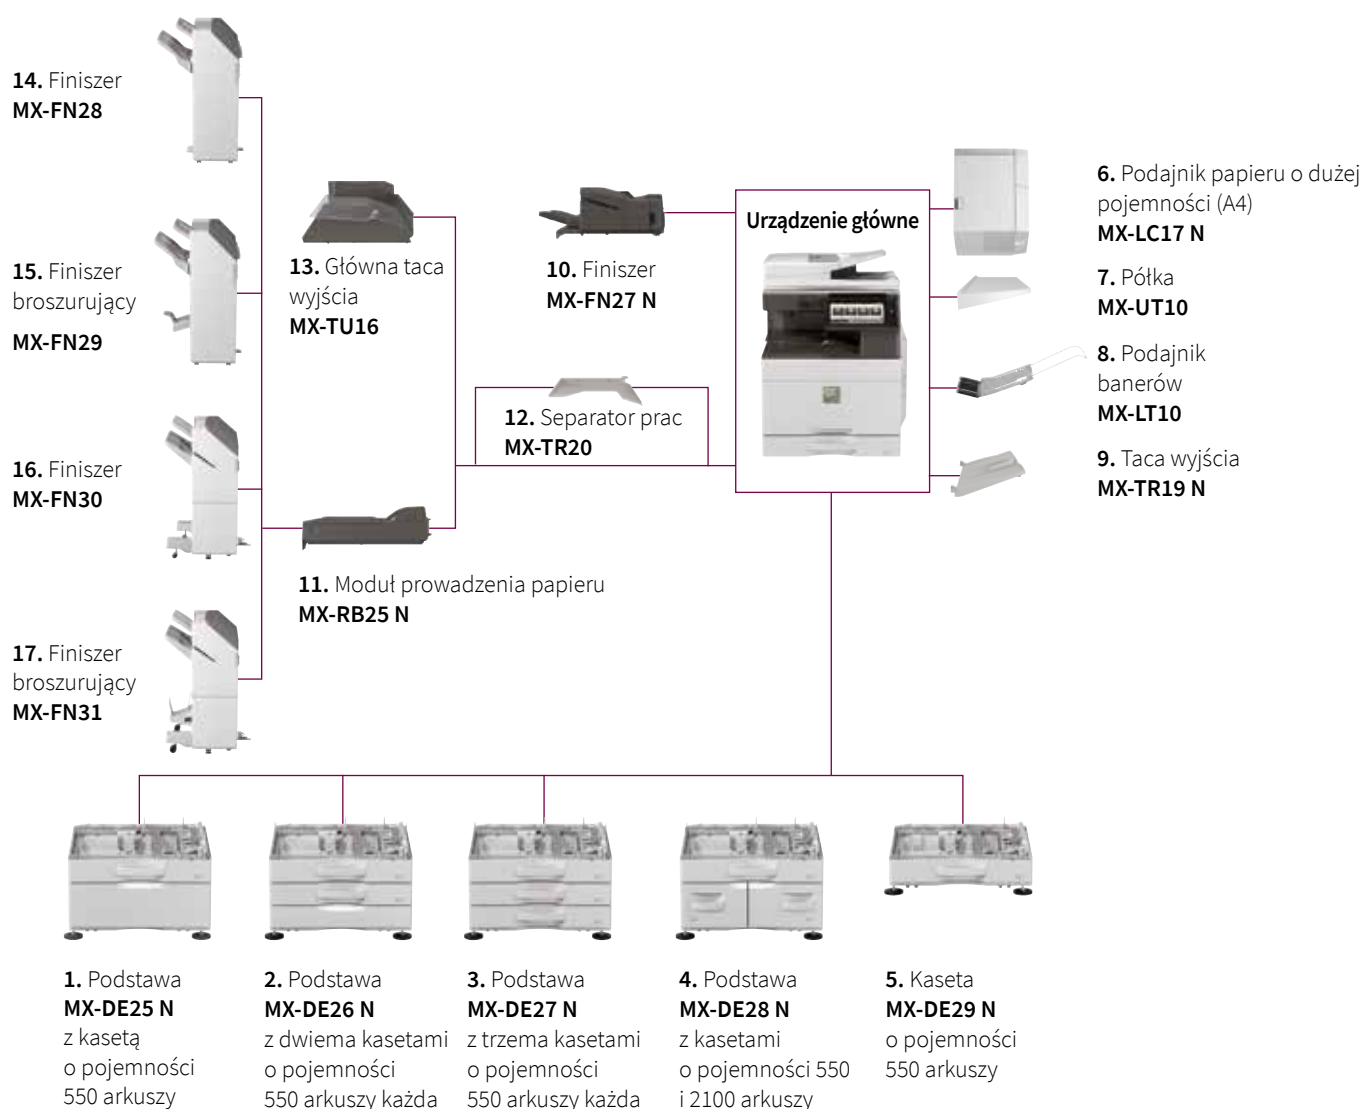 14. Finiszer
MX-FN28
15. Finiszer
broszurujący
MX-FN29
16. Finiszer
MX-FN30
17. Finiszer
broszurujący
MX-FN31
13. Główna taca
wyjścia
MX-TU16
11. Moduł prowadzenia papieru
MX-RB25 N
10. Finiszer
MX-FN27 N
12. Separator prac
MX-TR20
Urządzenie główne
6. Podajnik papieru o dużej
pojemności (A4)
MX-LC17 N
7. Półka
MX-UT10
8. Podajnik
banerów
MX-LT10
9. Taca wyjścia
MX-TR19 N
1. Podstawa
MX-DE25 N
z kasetą
o pojemności
550 arkuszy
2. Podstawa
MX-DE26 N
z dwiema kasetami
o pojemności
550 arkuszy każda
3. Podstawa
MX-DE27 N
z trzema kasetami
o pojemności
550 arkuszy każda
4. Podstawa
MX-DE28 N
z kasetami
o pojemności 550
i 2100 arkuszy
5. Kaseta
MX-DE29 N
o pojemności
550 arkuszy